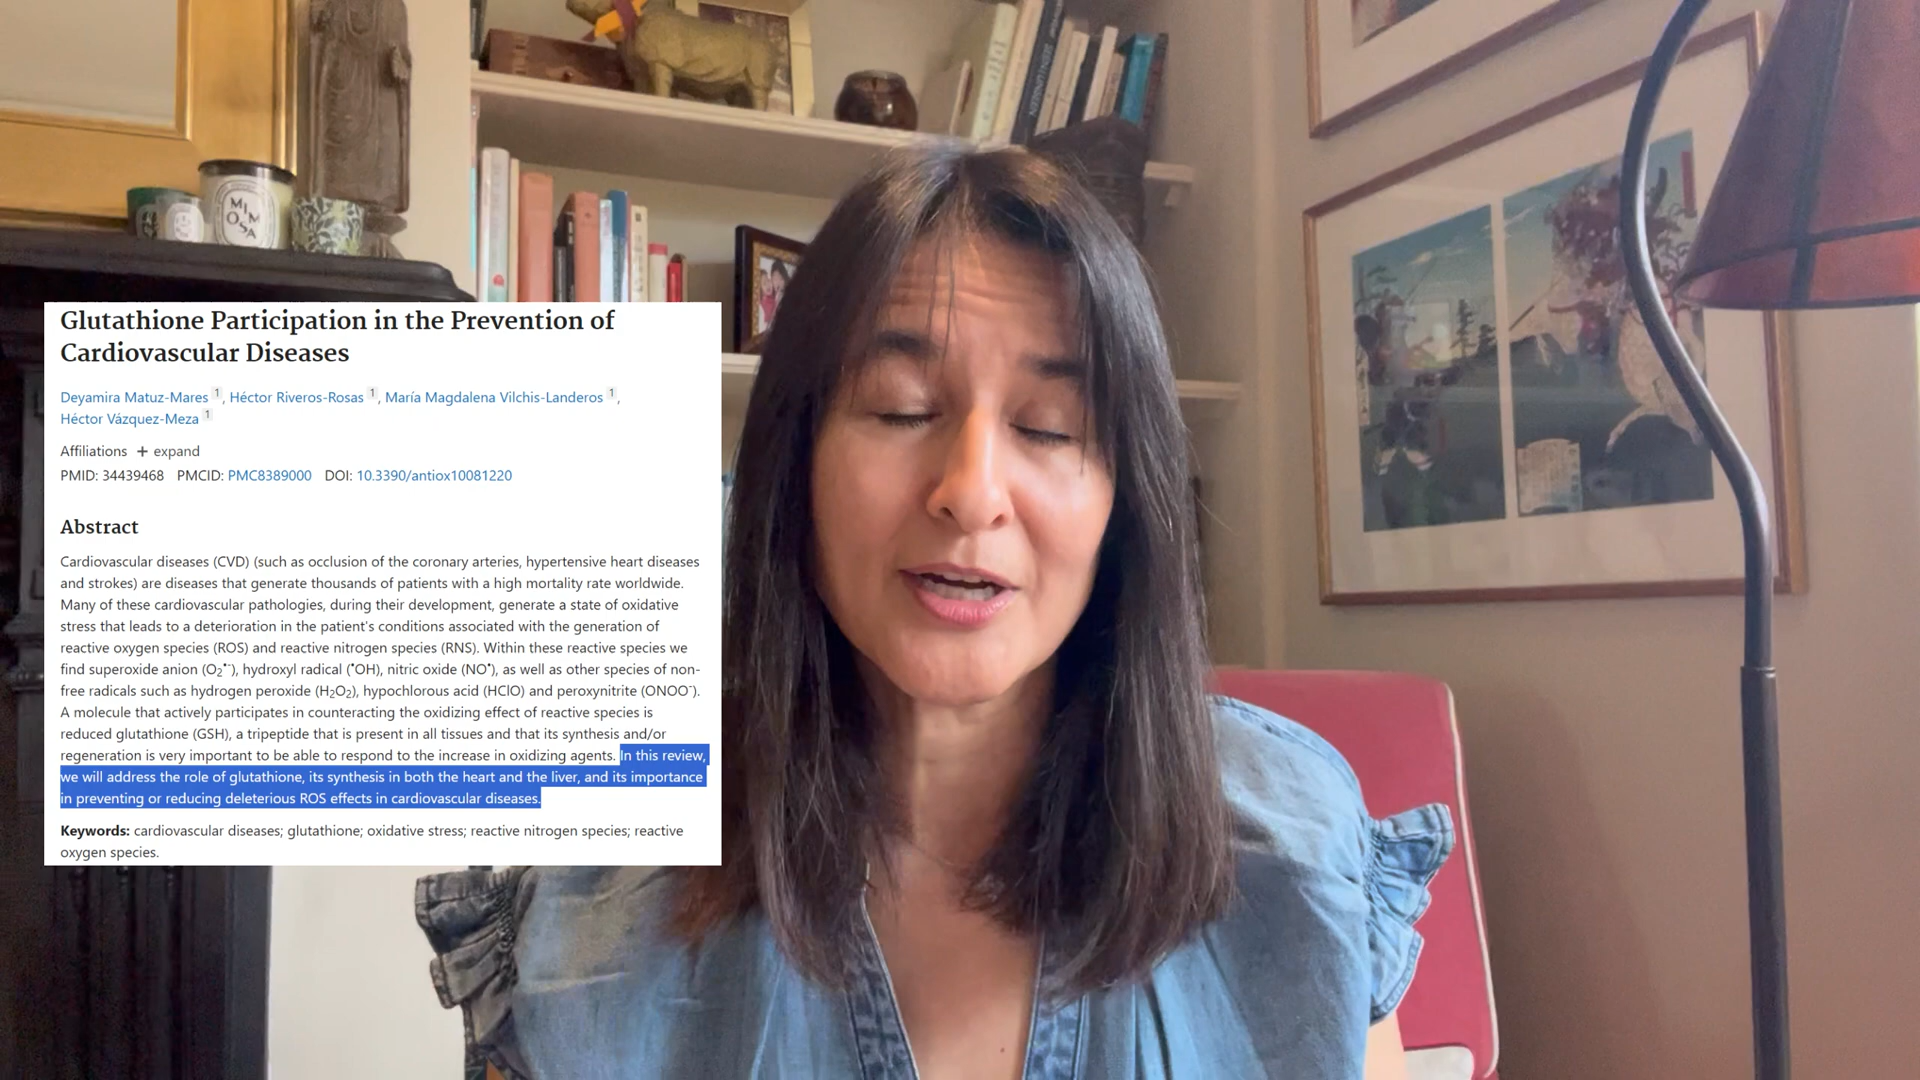 MIM
OSA
Glutathione Participation in the Prevention of
Cardiovascular Diseases
Deyamira Matuz-Mares 1, Héctor Riveros-Rosas 1, María Magdalena Vilchis-Landeros 1,
Héctor Vázquez-Meza 1
Affiliations + expand
PMID: 34439468 PMCID: PMC8389000 DOI: 10.3390/antiox10081220
Abstract
Cardiovascular diseases (CVD) (such as occlusion of the coronary arteries, hypertensive heart diseases
and strokes) are diseases that generate thousands of patients with a high mortality rate worldwide.
Many of these cardiovascular pathologies, during their development, generate a state of oxidative
stress that leads to a deterioration in the patient's conditions associated with the generation of
reactive oxygen species (ROS) and reactive nitrogen species (RNS). Within these reactive species we
find superoxide anion (O₂•⁻), hydroxyl radical (•OH), nitric oxide (NO•), as well as other species of non-
free radicals such as hydrogen peroxide (H₂O₂), hypochlorous acid (HClO) and peroxynitrite (ONOO⁻).
A molecule that actively participates in counteracting the oxidizing effect of reactive species is
reduced glutathione (GSH), a tripeptide that is present in all tissues and that its synthesis and/or
regeneration is very important to be able to respond to the increase in oxidizing agents. In this review,
we will address the role of glutathione, its synthesis in both the heart and the liver, and its importance
in preventing or reducing deleterious ROS effects in cardiovascular diseases.
Keywords: cardiovascular diseases; glutathione; oxidative stress; reactive nitrogen species; reactive
oxygen species.